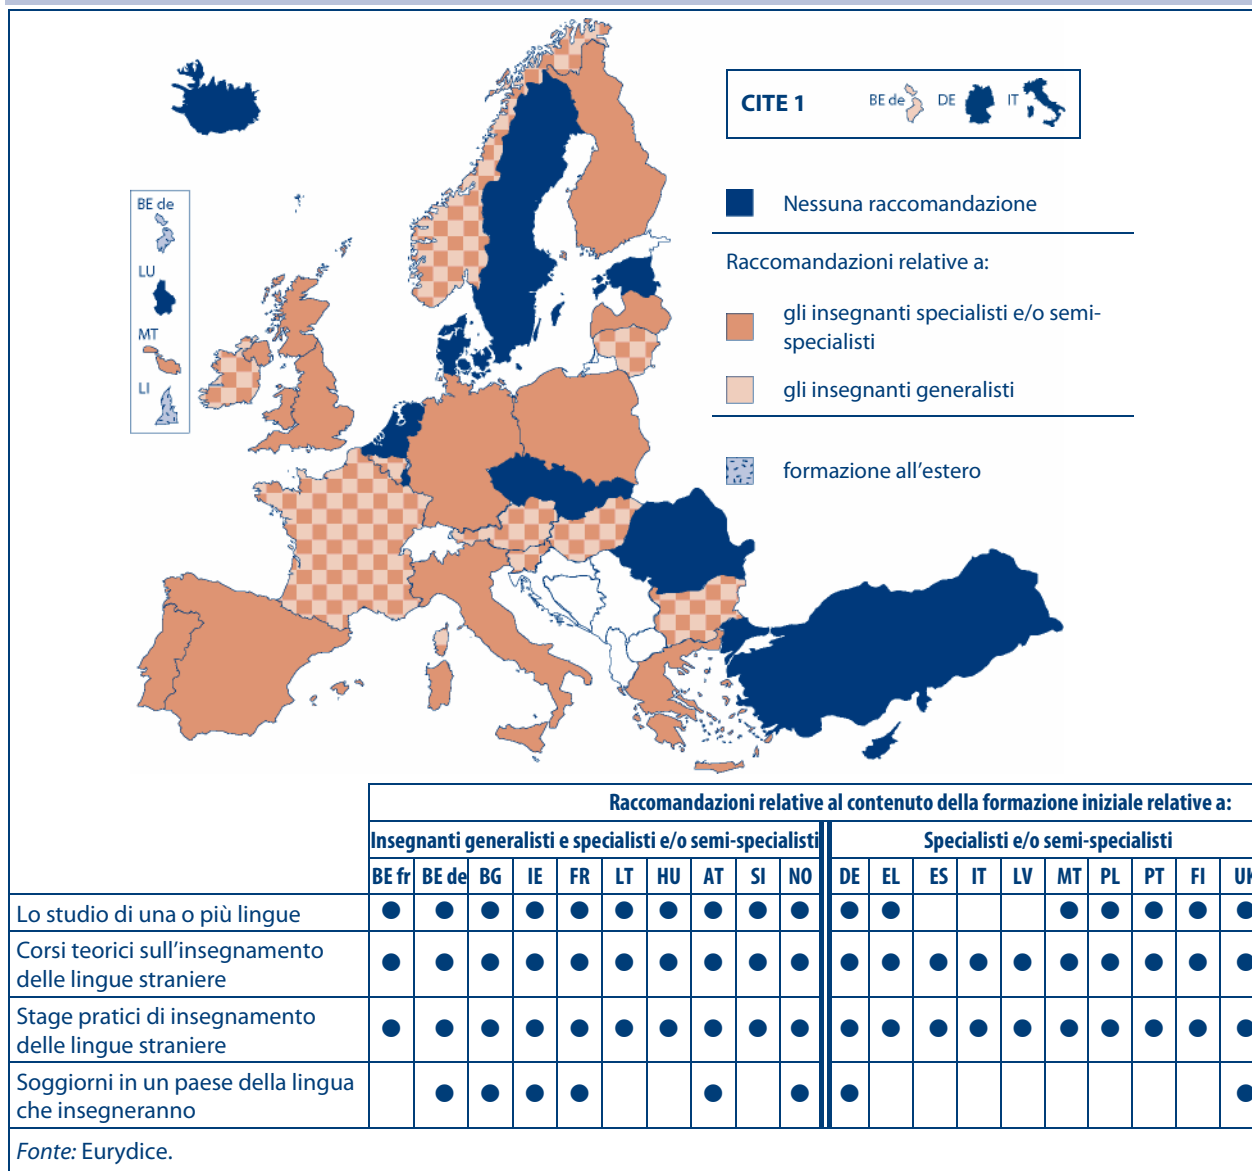 CITE 1
BE de
DE
IT
BE de
LU
MT
LI
Nessuna raccomandazione
Raccomandazioni relative a:
gli insegnanti specialisti e/o semi-
specialisti
gli insegnanti generalisti
formazione all'estero
Raccomandazioni relative al contenuto della formazione iniziale relative a:
Insegnanti generalisti e specialisti e/o semi-specialisti Specialisti e/o semi-specialisti
BE fr BE de BG IE FR LT HU AT SI NO DE EL ES IT LV MT PL PT FI
Lo studio di una o più lingue
Corsi teorici sull'insegnamento
delle lingue straniere
Stage pratici di insegnamento
delle lingue straniere
Soggiorni in un paese della lingua
che insegneranno
Fonte: Eurydice.